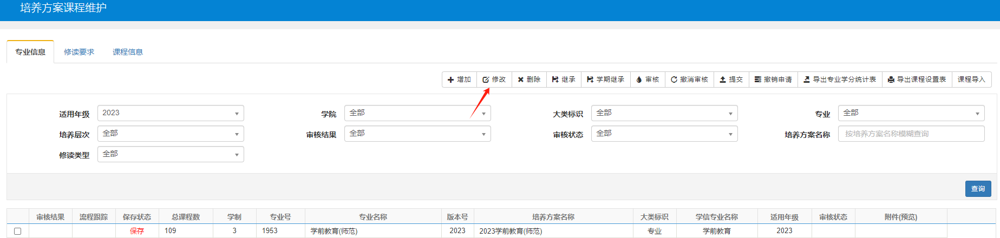 培养方案课程维护
专业信息 修读要求 课程信息
增加 修改 删除 继承 学期继承 审核 撤消审核 提交 撤销申请 导出专业学分统计表 导出课程设置表 课程导入
适用年级 2023 学院 全部 大类标识 全部 专业 全部
培养层次 全部 审核结果 全部 审核状态 全部 培养方案名称 按培养方案名称模糊查询
修读类型 全部
查询
审核结果 流程跟踪 保存状态 总课程数 学制 专业号 专业名称 版本号 培养方案名称 大类标识 学信专业名称 适用年级 审核状态 附件(预览)
保存 109 3 1953 学前教育(师范) 2023 2023学前教育(师范) 专业 学前教育 2023